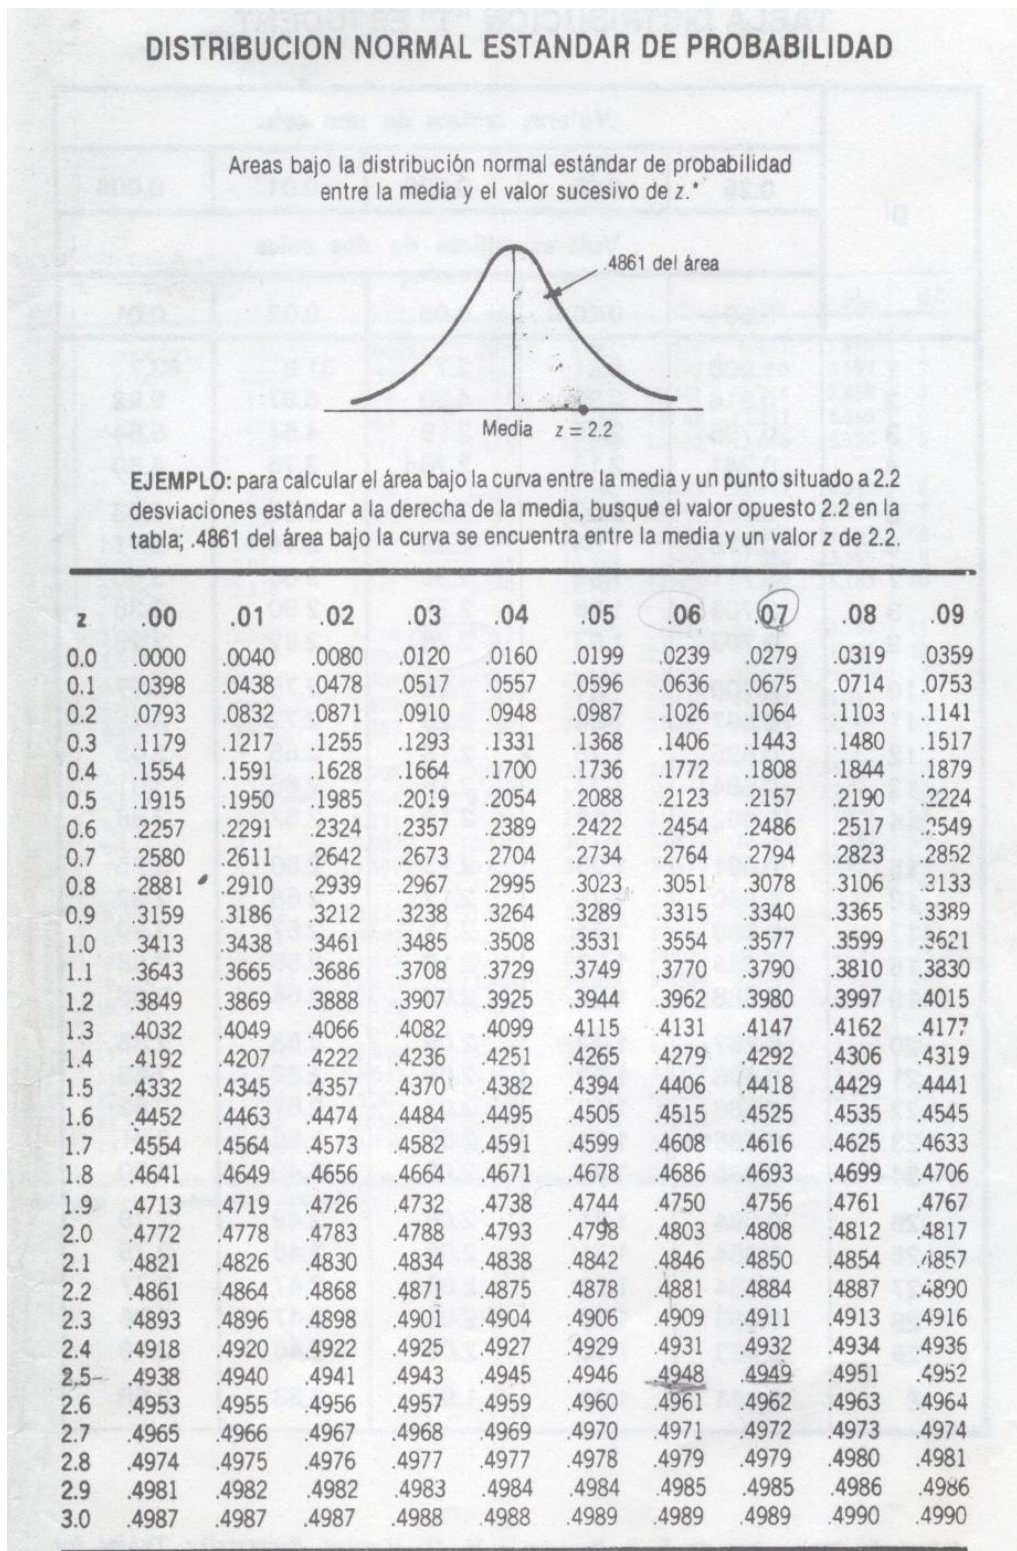 DISTRIBUCION NORMAL ESTANDAR DE PROBABILIDAD
Areas bajo la distribución normal estándar de probabilidad
entre la media y el valor sucesivo de z.*
.4861 del área
Media z = 2.2
EJEMPLO: para calcular el área bajo la curva entre la media y un punto situado a 2.2
desviaciones estándar a la derecha de la media, busque el valor opuesto 2.2 en la
tabla; .4861 del área bajo la curva se encuentra entre la media y un valor z de 2.2.
z .00 .01 .02 .03 .04 .05 .06 .07 .08 .09
0.0 .0000 .0040 .0080 .0120 .0160 .0199 .0239 .0279 .0319 .0359
0.1 .0398 .0438 .0478 .0517 .0557 .0596 .0636 .0675 .0714 .0753
0.2 .0793 .0832 .0871 .0910 .0948 .0987 .1026 .1064 .1103 .1141
0.3 .1179 .1217 .1255 .1293 .1331 .1368 .1406 .1443 .1480 .1517
0.4 .1554 .1591 .1628 .1664 .1700 .1736 .1772 .1808 .1844 .1879
0.5 .1915 .1950 .1985 .2019 .2054 .2088 .2123 .2157 .2190 .2224
0.6 .2257 .2291 .2324 .2357 .2389 .2422 .2454 .2486 .2517 .2549
0.7 .2580 .2611 .2642 .2673 .2704 .2734 .2764 .2794 .2823 .2852
0.8 .2881 .2910 .2939 .2967 .2995 .3023 .3051 .3078 .3106 .3133
0.9 .3159 .3186 .3212 .3238 .3264 .3289 .3315 .3340 .3365 .3389
1.0 .3413 .3438 .3461 .3485 .3508 .3531 .3554 .3577 .3599 .3621
1.1 .3643 .3665 .3686 .3708 .3729 .3749 .3770 .3790 .3810 .3830
1.2 .3849 .3869 .3888 .3907 .3925 .3944 .3962 .3980 .3997 .4015
1.3 .4032 .4049 .4066 .4082 .4099 .4115 .4131 .4147 .4162 .4177
1.4 .4192 .4207 .4222 .4236 .4251 .4265 .4279 .4292 .4306 .4319
1.5 .4332 .4345 .4357 .4370 .4382 .4394 .4406 .4418 .4429 .4441
1.6 .4452 .4463 .4474 .4484 .4495 .4505 .4515 .4525 .4535 .4545
1.7 .4554 .4564 .4573 .4582 .4591 .4599 .4608 .4616 .4625 .4633
1.8 .4641 .4649 .4656 .4664 .4671 .4678 .4686 .4693 .4699 .4706
1.9 .4713 .4719 .4726 .4732 .4738 .4744 .4750 .4756 .4761 .4767
2.0 .4772 .4778 .4783 .4788 .4793 .4798 .4803 .4808 .4812 .4817
2.1 .4821 .4826 .4830 .4834 .4838 .4842 .4846 .4850 .4854 .4857
2.2 .4861 .4864 .4868 .4871 .4875 .4878 .4881 .4884 .4887 .4890
2.3 .4893 .4896 .4898 .4901 .4904 .4906 .4909 .4911 .4913 .4916
2.4 .4918 .4920 .4922 .4925 .4927 .4929 .4931 .4932 .4934 .4936
2.5 .4938 .4940 .4941 .4943 .4945 .4946 .4948 .4949 .4951 .4952
2.6 .4953 .4955 .4956 .4957 .4959 .4960 .4961 .4962 .4963 .4964
2.7 .4965 .4966 .4967 .4968 .4969 .4970 .4971 .4972 .4973 .4974
2.8 .4974 .4975 .4976 .4977 .4977 .4978 .4979 .4979 .4980 .4981
2.9 .4981 .4982 .4982 .4983 .4984 .4984 .4985 .4985 .4986 .4986
3.0 .4987 .4987 .4987 .4988 .4988 .4989 .4989 .4989 .4990 .4990